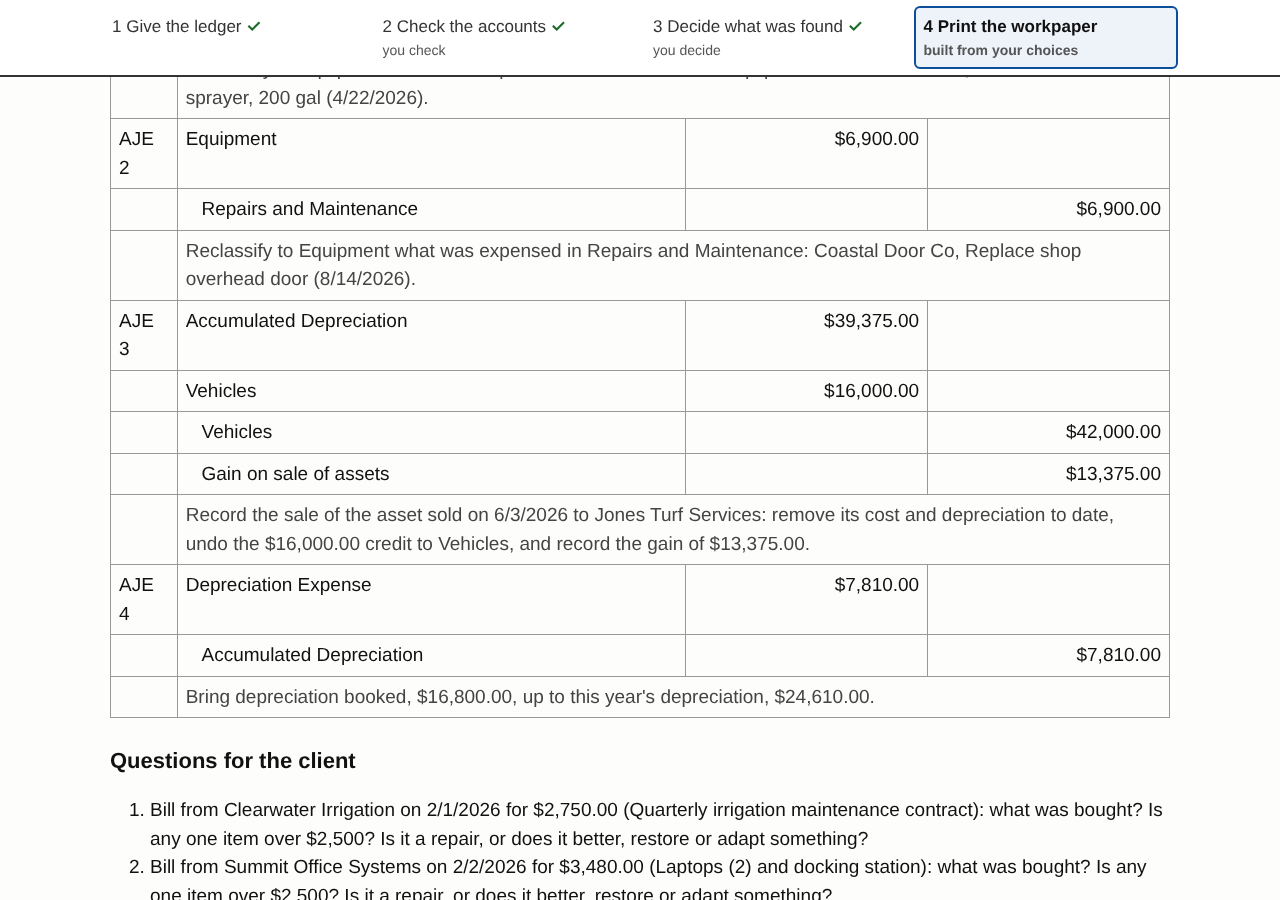 1 Give the ledger ✓
2 Check the accounts ✓
you check
3 Decide what was found ✓
you decide
4 Print the workpaper
built from your choices
sprayer, 200 gal (4/22/2026).
AJE 2
Equipment
$6,900.00
Repairs and Maintenance
$6,900.00
Reclassify to Equipment what was expensed in Repairs and Maintenance: Coastal Door Co, Replace shop
overhead door (8/14/2026).
AJE 3
Accumulated Depreciation
$39,375.00
Vehicles
$16,000.00
Vehicles
$42,000.00
Gain on sale of assets
$13,375.00
Record the sale of the asset sold on 6/3/2026 to Jones Turf Services: remove its cost and depreciation to date,
undo the $16,000.00 credit to Vehicles, and record the gain of $13,375.00.
AJE 4
Depreciation Expense
$7,810.00
Accumulated Depreciation
$7,810.00
Bring depreciation booked, $16,800.00, up to this year's depreciation, $24,610.00.
Questions for the client
1. Bill from Clearwater Irrigation on 2/1/2026 for $2,750.00 (Quarterly irrigation maintenance contract): what was bought? Is
any one item over $2,500? Is it a repair, or does it better, restore or adapt something?
2. Bill from Summit Office Systems on 2/2/2026 for $3,480.00 (Laptops (2) and docking station): what was bought? Is any
one item over $2,500? Is it a repair, or does it better, restore or adapt something?